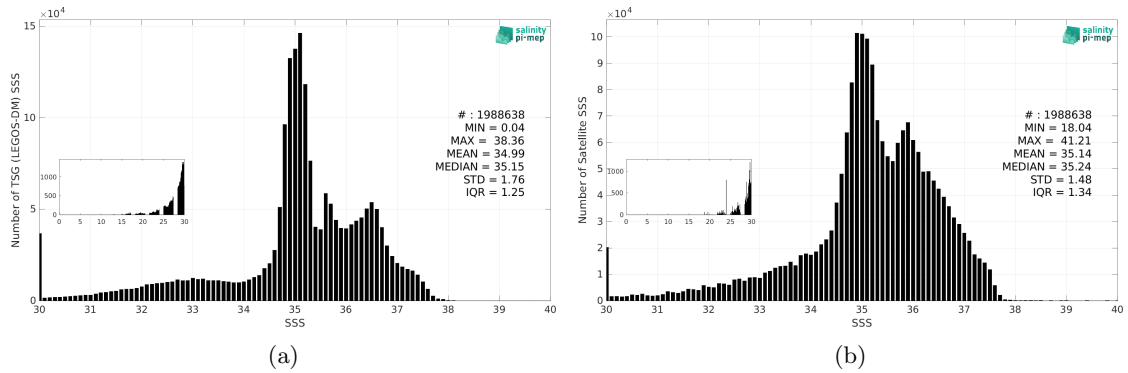 ×10⁴
15
10
5
0
Number of TSG (LEGOS-DM) SSS
salinity
pi-mep
# : 1988638
MIN = 0.04
MAX = 38.36
MEAN = 34.99
MEDIAN = 35.15
STD = 1.76
IQR = 1.25
1000
500
0
0 5 10 15 20 25 30
30 31 32 33 34 35 36 37 38 39 40
SSS
(a)
×10⁴
10
9
8
7
6
5
4
3
2
1
0
Number of Satellite SSS
salinity
pi-mep
# : 1988638
MIN = 18.04
MAX = 41.21
MEAN = 35.14
MEDIAN = 35.24
STD = 1.48
IQR = 1.34
1000
500
0
0 5 10 15 20 25 30
30 31 32 33 34 35 36 37 38 39 40
SSS
(b)